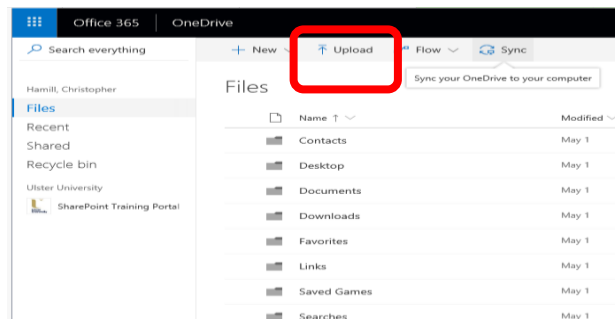 Office 365 OneDrive
Search everything
+ New Upload Flow Sync
Sync your OneDrive to your computer
Hamill, Christopher
Files
Recent
Shared
Recycle bin
Ulster University
SharePoint Training Portal
Files
Name ↑ Modified
Contacts May 1
Desktop May 1
Documents May 1
Downloads May 1
Favorites May 1
Links May 1
Saved Games May 1
Searches May 1